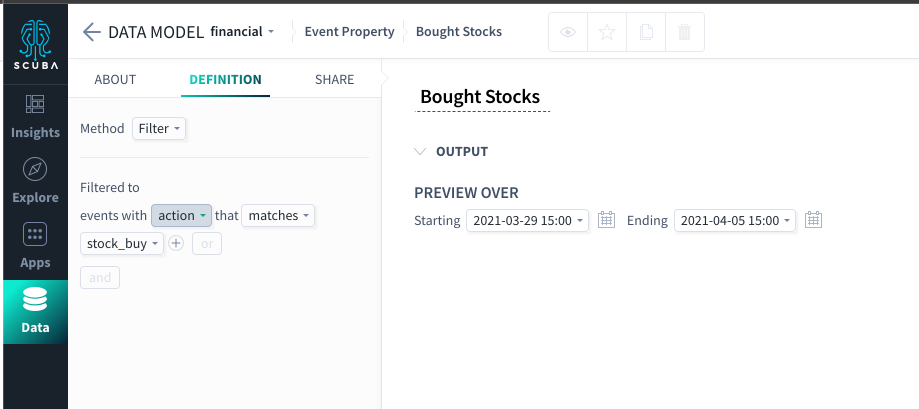 SCUBA
Insights
Explore
Apps
Data
DATA MODEL financial Event Property Bought Stocks
ABOUT DEFINITION SHARE
Method Filter
Filtered to
events with action that matches
stock_buy or
and
Bought Stocks
OUTPUT
PREVIEW OVER
Starting 2021-03-29 15:00 Ending 2021-04-05 15:00